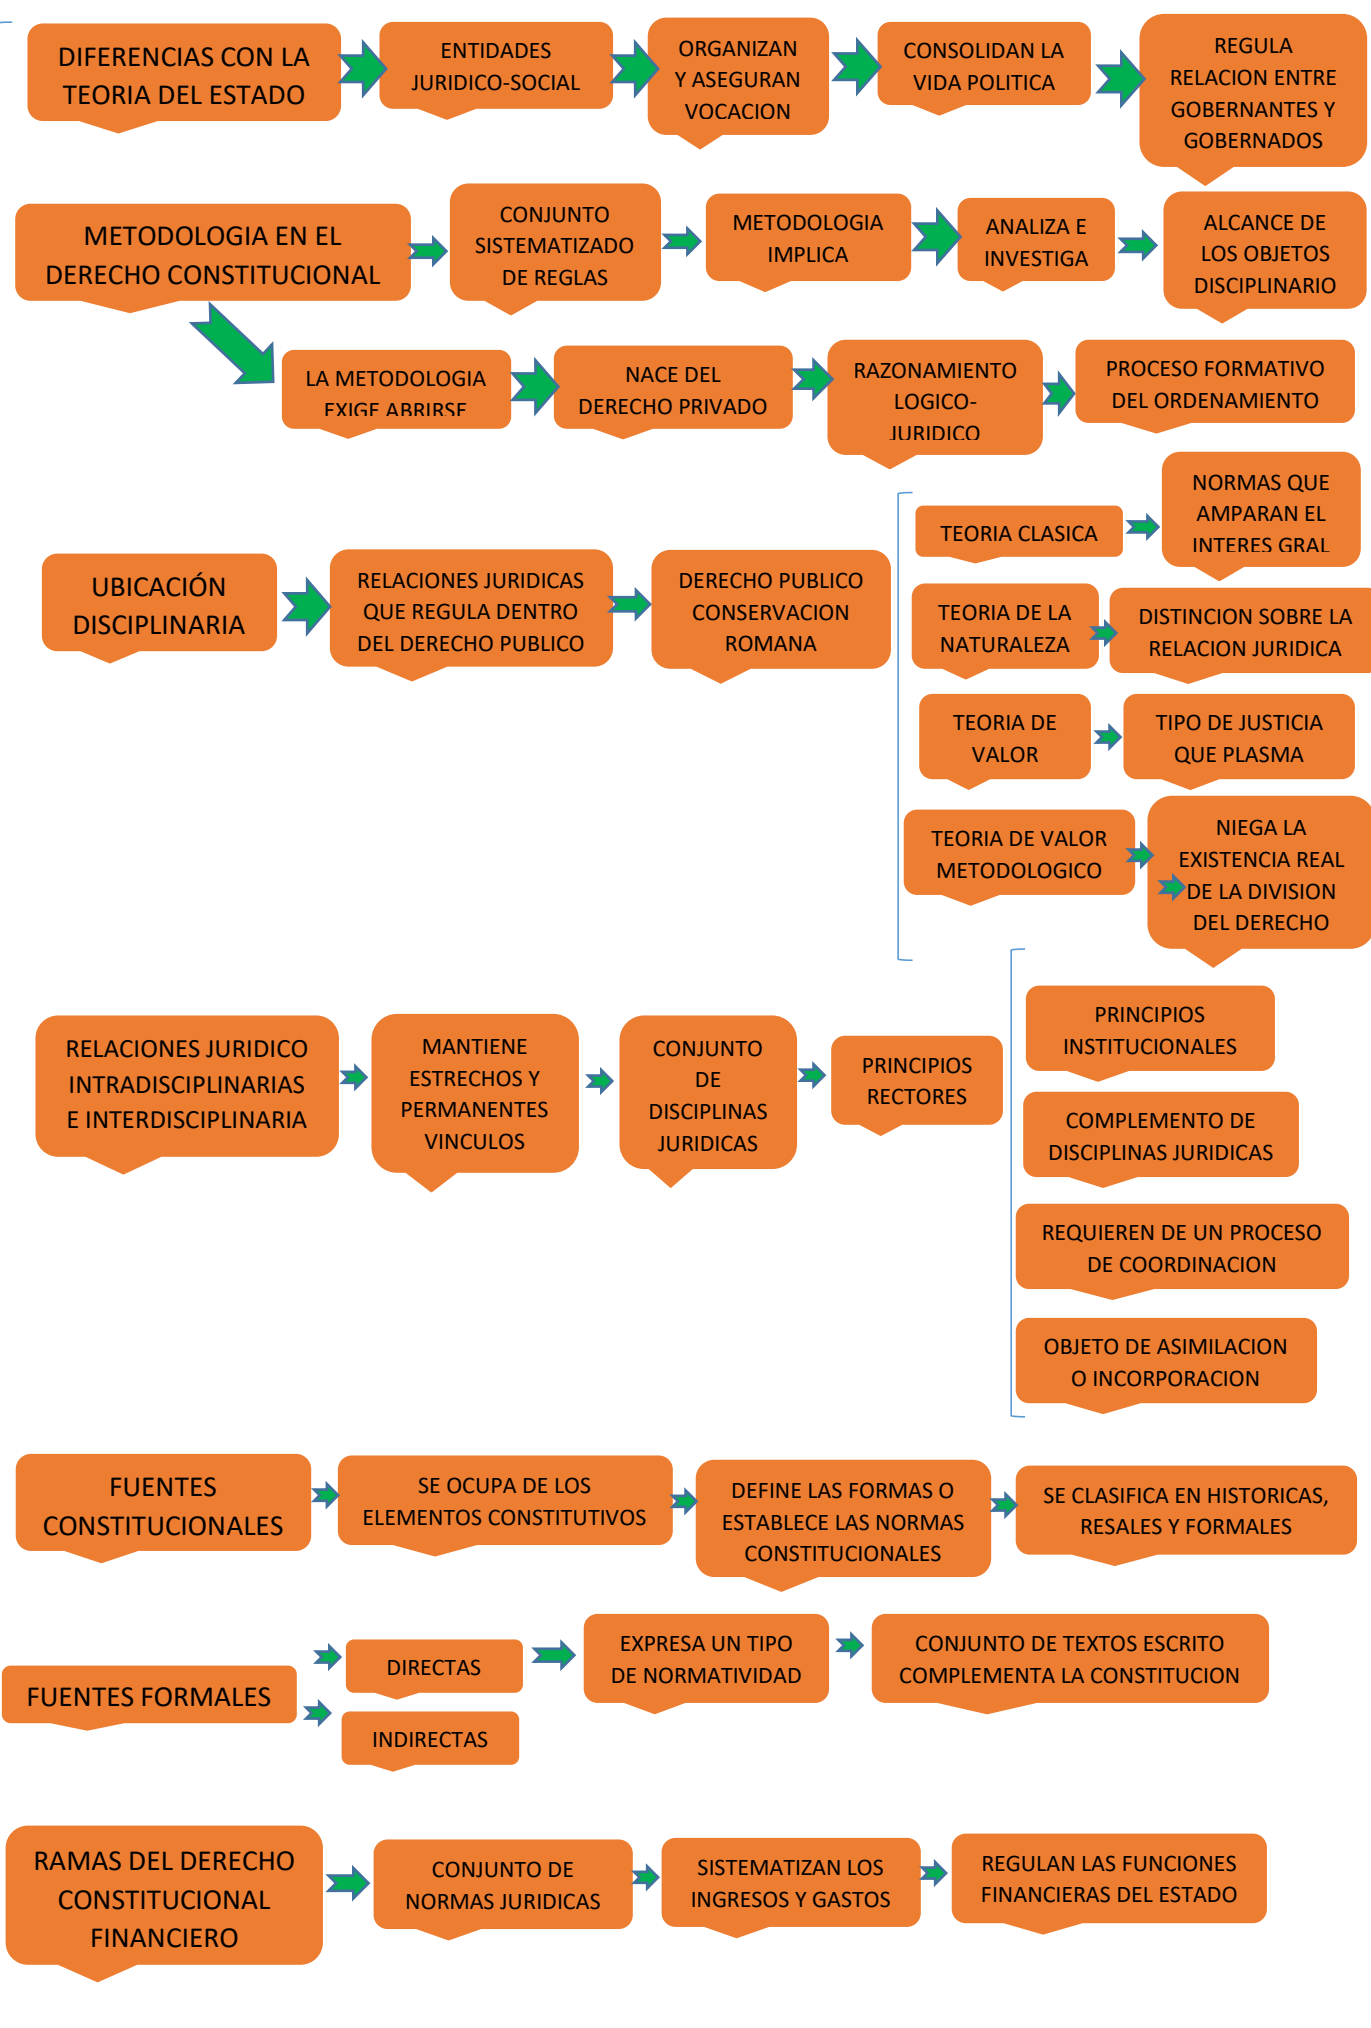 DIFERENCIAS CON LA
TEORIA DEL ESTADO
ENTIDADES
JURIDICO-SOCIAL
ORGANIZAN
Y ASEGURAN
VOCACION
CONSOLIDAN LA
VIDA POLITICA
REGULA
RELACION ENTRE
GOBERNANTES Y
GOBERNADOS
METODOLOGIA EN EL
DERECHO CONSTITUCIONAL
CONJUNTO
SISTEMATIZADO
DE REGLAS
METODOLOGIA
IMPLICA
ANALIZA E
INVESTIGA
ALCANCE DE
LOS OBJETOS
DISCIPLINARIO
LA METODOLOGIA
EXIGE ABRIRSE
NACE DEL
DERECHO PRIVADO
RAZONAMIENTO
LOGICO-
JURIDICO
PROCESO FORMATIVO
DEL ORDENAMIENTO
UBICACIÓN
DISCIPLINARIA
RELACIONES JURIDICAS
QUE REGULA DENTRO
DEL DERECHO PUBLICO
DERECHO PUBLICO
CONSERVACION
ROMANA
TEORIA CLASICA
NORMAS QUE
AMPARAN EL
INTERES GRAL
TEORIA DE LA
NATURALEZA
DISTINCION SOBRE LA
RELACION JURIDICA
TEORIA DE
VALOR
TIPO DE JUSTICIA
QUE PLASMA
TEORIA DE VALOR
METODOLOGICO
NIEGA LA
EXISTENCIA REAL
DE LA DIVISION
DEL DERECHO
RELACIONES JURIDICO
INTRADISCIPLINARIAS
E INTERDISCIPLINARIA
MANTIENE
ESTRECHOS Y
PERMANENTES
VINCULOS
CONJUNTO
DE
DISCIPLINAS
JURIDICAS
PRINCIPIOS
RECTORES
PRINCIPIOS
INSTITUCIONALES
COMPLEMENTO DE
DISCIPLINAS JURIDICAS
REQUIEREN DE UN PROCESO
DE COORDINACION
OBJETO DE ASIMILACION
O INCORPORACION
FUENTES
CONSTITUCIONALES
SE OCUPA DE LOS
ELEMENTOS CONSTITUTIVOS
DEFINE LAS FORMAS O
ESTABLECE LAS NORMAS
CONSTITUCIONALES
SE CLASIFICA EN HISTORICAS,
RESALES Y FORMALES
FUENTES FORMALES
DIRECTAS
EXPRESA UN TIPO
DE NORMATIVIDAD
CONJUNTO DE TEXTOS ESCRITO
COMPLEMENTA LA CONSTITUCION
INDIRECTAS
RAMAS DEL DERECHO
CONSTITUCIONAL
FINANCIERO
CONJUNTO DE
NORMAS JURIDICAS
SISTEMATIZAN LOS
INGRESOS Y GASTOS
REGULAN LAS FUNCIONES
FINANCIERAS DEL ESTADO